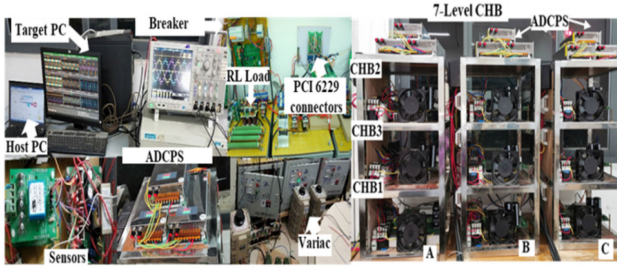 Target PC
Breaker
7-Level CHB
ADCPS
RL Load
PCI 6229
connectors
CHB2
Host PC
ADCPS
CHB3
CHB1
Sensors
Variac
A
B
C